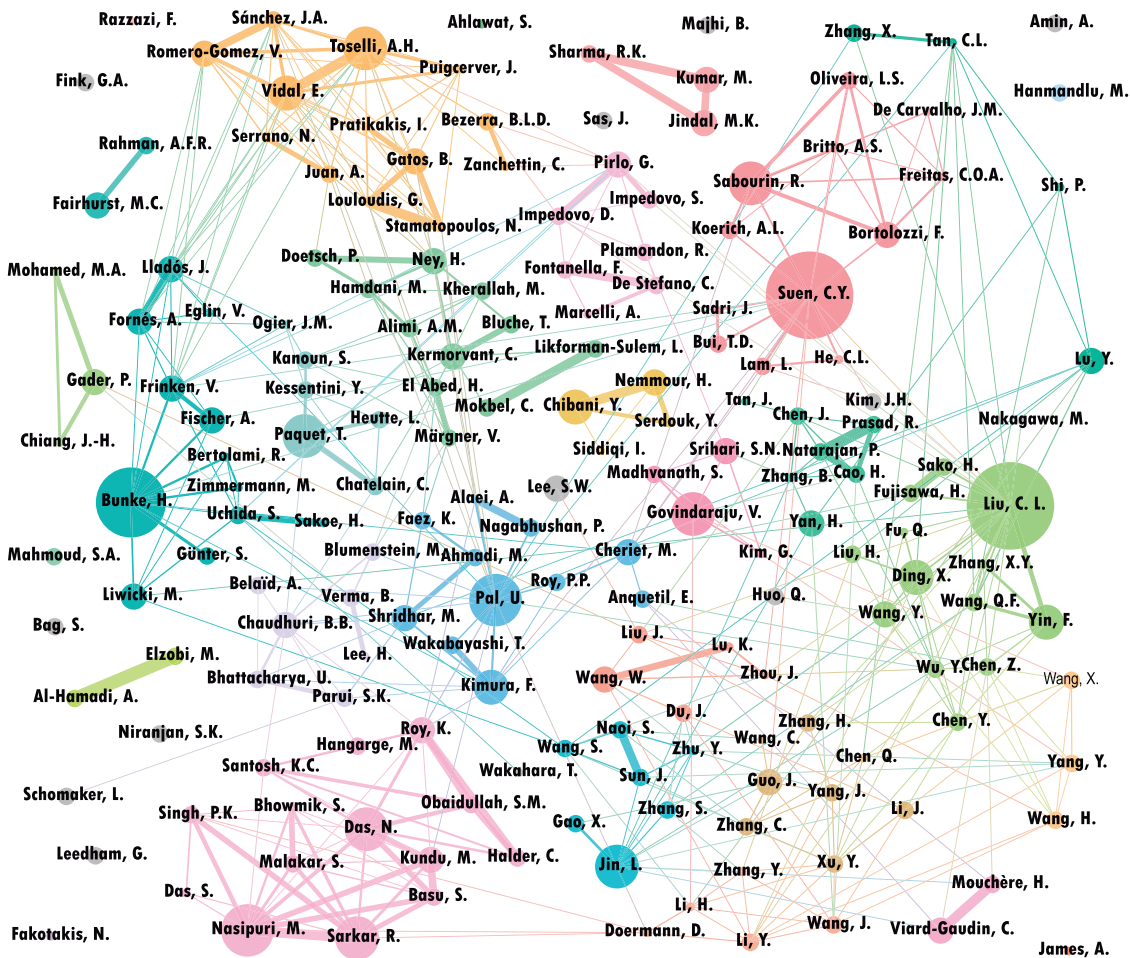 Razzazi, F.
Sánchez, J.A.
Ahlawat, S.
Majhi, B.
Amin, A.
Zhang, X.
Tan, C.L.
Romero-Gomez, V.
Toselli, A.H.
Sharma, R.K.
Puigcerver, J.
Kumar, M.
Oliveira, L.S.
Fink, G.A.
Vidal, E.
Hanmandlu, M.
De Carvalho, J.M.
Serrano, N.
Pratikakis, I.
Bezerra, B.L.D.
Sas, J.
Jindal, M.K.
Rahman, A.F.R.
Britto, A.S.
Gatos, B.
Zanchettin, C.
Pirlo, G.
Juan, A.
Sabourin, R.
Freitas, C.O.A.
Shi, P.
Fairhurst, M.C.
Louloudis, G.
Impedovo, S.
Impedovo, D.
Stamatopoulos, N.
Koerich, A.L.
Bortolozzi, F.
Doetsch, P.
Ney, H.
Plamondon, R.
Mohamed, M.A.
Lladós, J.
Fontanella, F.
Hamdani, M.
Kherallah, M.
De Stefano, C.
Suen, C.Y.
Eglin, V.
Fornés, A.
Ogier, J.M.
Alimi, A.M.
Bluche, T.
Marcelli, A.
Sadri, J.
Bui, T.D.
Kanoun, S.
Kermorvant, C.
Likforman-Sulem, L.
Lam, L.
He, C.L.
Lu, Y.
Gader, P.
Frinken, V.
Kessentini, Y.
El Abed, H.
Nemmour, H.
Mokbel, C.
Chibani, Y.
Tan, J.
Kim, J.H.
Fischer, A.
Heutte, L.
Serdouk, Y.
Chen, J.
Prasad, R.
Nakagawa, M.
Chiang, J.-H.
Paquet, T.
Märgner, V.
Siddiqi, I.
Srihari, S.N.
Natarajan, P.
Bertolami, R.
Madhvanath, S.
Zhang, B.
Cao, H.
Sako, H.
Zimmermann, M.
Chatelain, C.
Lee, S.W.
Fujisawa, H.
Bunke, H.
Alaei, A.
Liu, C. L.
Uchida, S.
Sakoe, H.
Faez, K.
Nagabhushan, P.
Govindaraju, V.
Yan, H.
Fu, Q.
Mahmoud, S.A.
Günter, S.
Blumenstein, M.
Ahmadi, M.
Cheriet, M.
Kim, G.
Liu, H.
Zhang, X.Y.
Belaïd, A.
Roy, P.P.
Ding, X.
Liwicki, M.
Verma, B.
Pal, U.
Anquetil, E.
Huo, Q.
Wang, Q.F.
Bag, S.
Chaudhuri, B.B.
Shridhar, M.
Wang, Y.
Yin, F.
Wakabayashi, T.
Liu, J.
Lu, K.
Elzobi, M.
Lee, H.
Wu, Y.
Chen, Z.
Bhattacharya, U.
Kimura, F.
Wang, W.
Zhou, J.
Wang, X.
Al-Hamadi, A.
Parui, S.K.
Du, J.
Niranjan, S.K.
Roy, K.
Naoi, S.
Zhang, H.
Chen, Y.
Hangarge, M.
Wang, S.
Zhu, Y.
Wang, C.
Chen, Q.
Santosh, K.C.
Wakahara, T.
Sun, J.
Guo, J.
Yang, Y.
Schomaker, L.
Bhowmik, S.
Obaidullah, S.M.
Yang, J.
Singh, P.K.
Zhang, S.
Li, J.
Das, N.
Gao, X.
Zhang, C.
Wang, H.
Leedham, G.
Malakar, S.
Kundu, M.
Halder, C.
Jin, L.
Zhang, Y.
Xu, Y.
Das, S.
Basu, S.
Mouchère, H.
Li, H.
Fakotakis, N.
Nasipuri, M.
Sarkar, R.
Doermann, D.
Li, Y.
Wang, J.
Viard-Gaudin, C.
James, A.